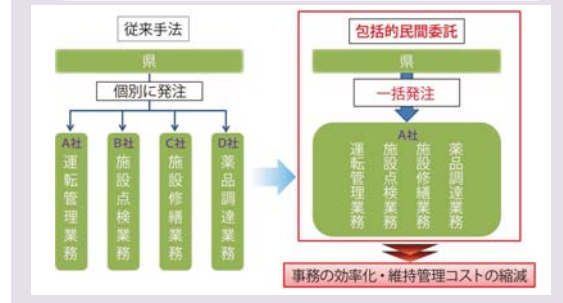 従来手法
県
個別に発注
A社
運転管理業務
B社
施設点検業務
C社
施設修繕業務
D社
薬品調達業務
包括的民間委託
県
一括発注
A社
運転管理業務
施設点検業務
施設修繕業務
薬品調達業務
事務の効率化・維持管理コストの縮減